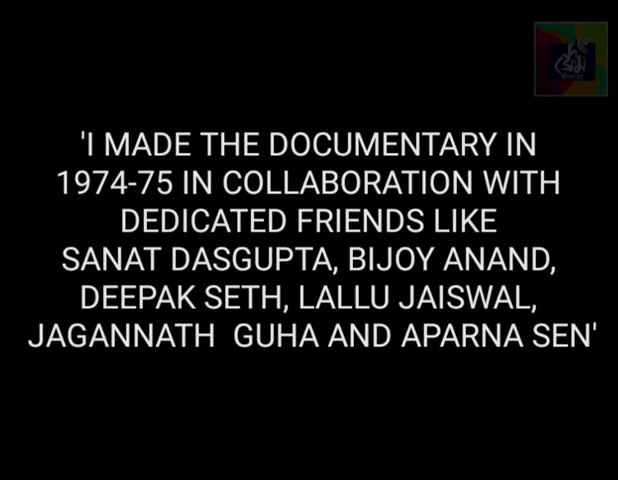 'I MADE THE DOCUMENTARY IN
1974-75 IN COLLABORATION WITH
DEDICATED FRIENDS LIKE
SANAT DASGUPTA, BIJOY ANAND,
DEEPAK SETH, LALLU JAISWAL,
JAGANNATH GUHA AND APARNA SEN'